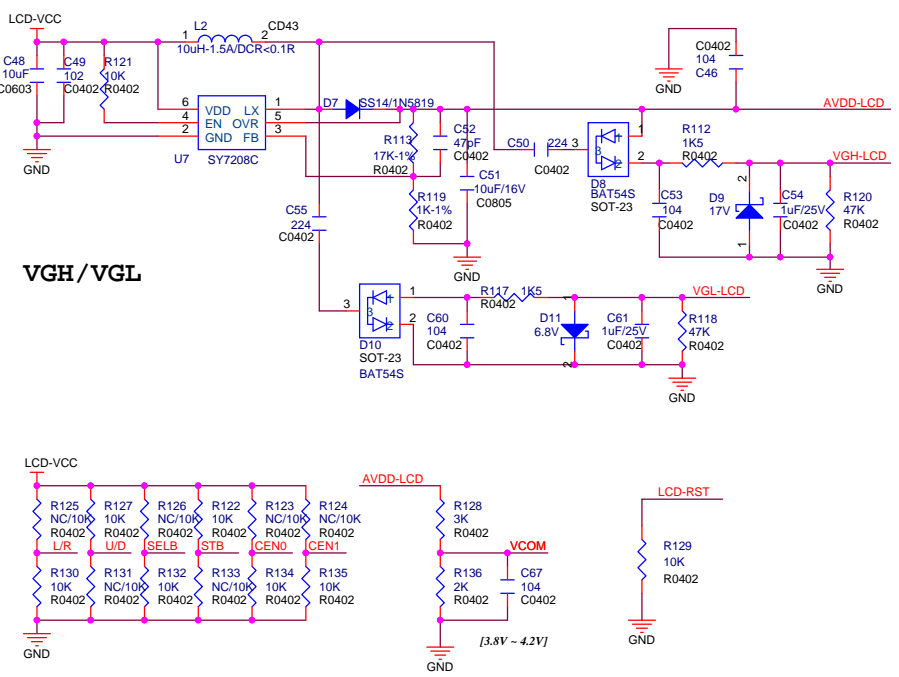 LCD-VCC
L2
CD43
1
2
10uH-1.5A/DCR<0.1R
C48
10uF
C0603
C49
102
C0402
R121
10K
R0402
GND
6
4
2
VDD
EN
GND
LX
OVR
FB
1
5
3
U7
SY7208C
D7
SS14/1N5819
R113
17K-1%
R0402
C52
47pF
C0402
R119
1K-1%
R0402
C51
10uF/16V
C0805
GND
C50
224
C0402
3
3
1
2
D8
BAT54S
SOT-23
C0402
104
C46
GND
AVDD-LCD
R112
1K5
R0402
VGH-LCD
C53
104
C0402
D9
17V
2
1
C54
1uF/25V
C0402
R120
47K
R0402
GND
C55
224
C0402
VGH/VGL
3
3
1
2
1
2
D10
SOT-23
BAT54S
C60
104
C0402
R117
1K5
R0402
VGL-LCD
1
2
D11
6.8V
C61
1uF/25V
C0402
R118
47K
R0402
GND
LCD-VCC
R125
NC/10K
R0402
R127
10K
R0402
R126
NC/10K
R0402
R122
10K
R0402
R123
NC/10K
R0402
R124
NC/10K
R0402
L/R
U/D
SELB
STB
CEN0
CEN1
R130
10K
R0402
R131
NC/10K
R0402
R132
10K
R0402
R133
NC/10K
R0402
R134
10K
R0402
R135
10K
R0402
GND
AVDD-LCD
R128
3K
R0402
VCOM
R136
2K
R0402
C67
104
C0402
[3.8V ~ 4.2V]
GND
LCD-RST
R129
10K
R0402
GND